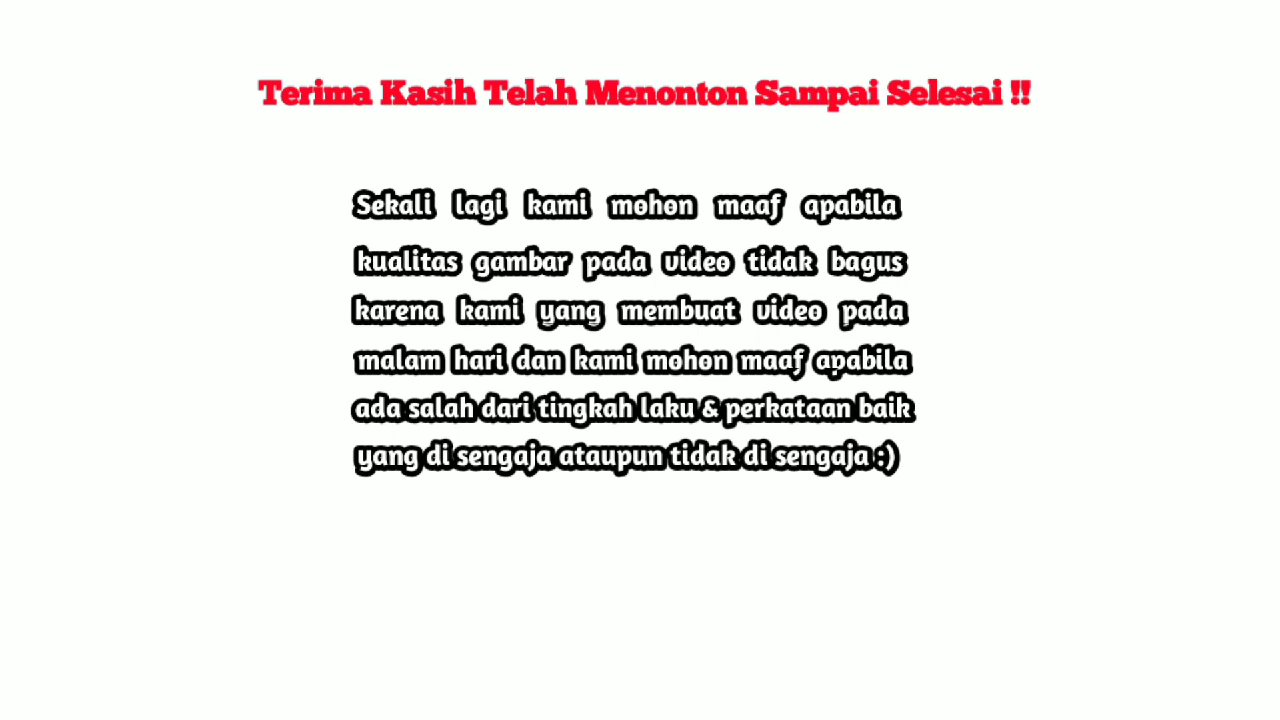 Terima Kasih Telah Menonton Sampai Selesai !!
Sekali lagi kami mohon maaf apabila
kualitas gambar pada video tidak bagus
karena kami yang membuat video pada
malam hari dan kami mohon maaf apabila
ada salah dari tingkah laku & perkataan baik
yang di sengaja ataupun tidak di sengaja :)